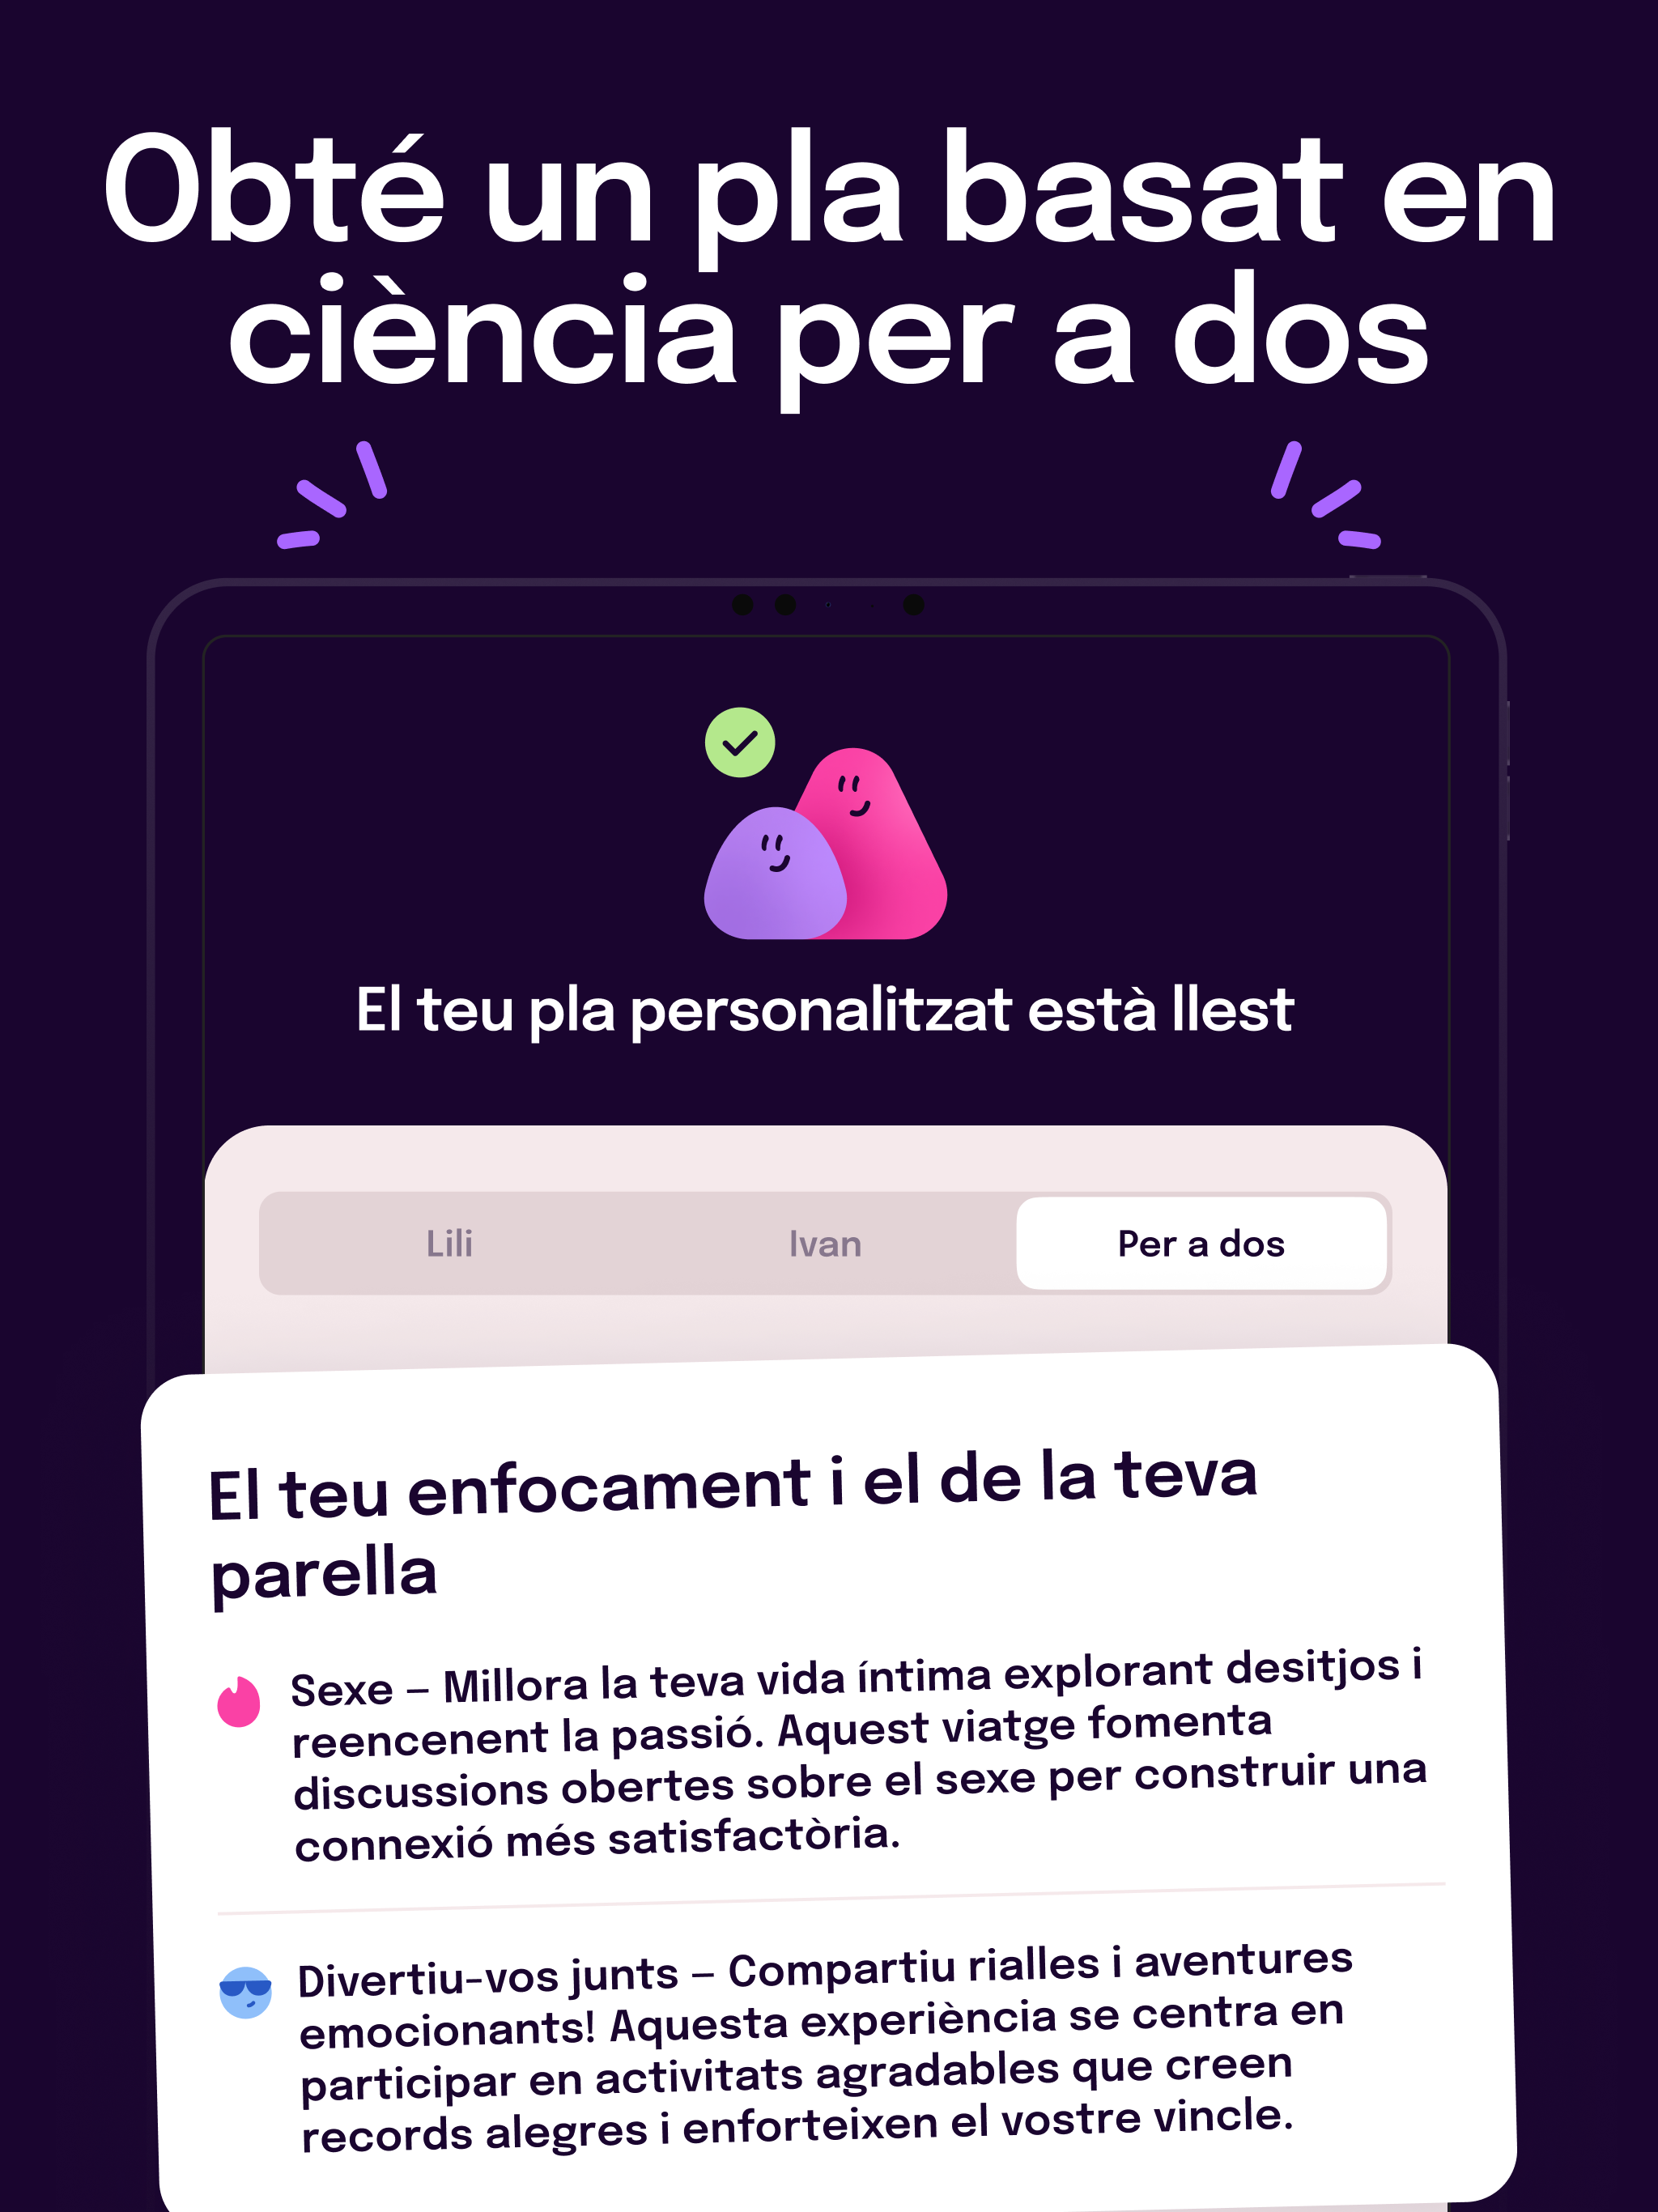 Obté un pla basat en
ciència per a dos
El teu pla personalitzat està llest
Lili
Ivan
Per a dos
El teu enfocament i el de la teva
parella
Sexe – Millora la teva vida íntima explorant desitjos i
reencenent la passió. Aquest viatge fomenta
discussions obertes sobre el sexe per construir una
connexió més satisfactòria.
Divertiu-vos junts – Compartiu rialles i aventures
emocionants! Aquesta experiència se centra en
participar en activitats agradables que creen
records alegres i enforteixen el vostre vincle.